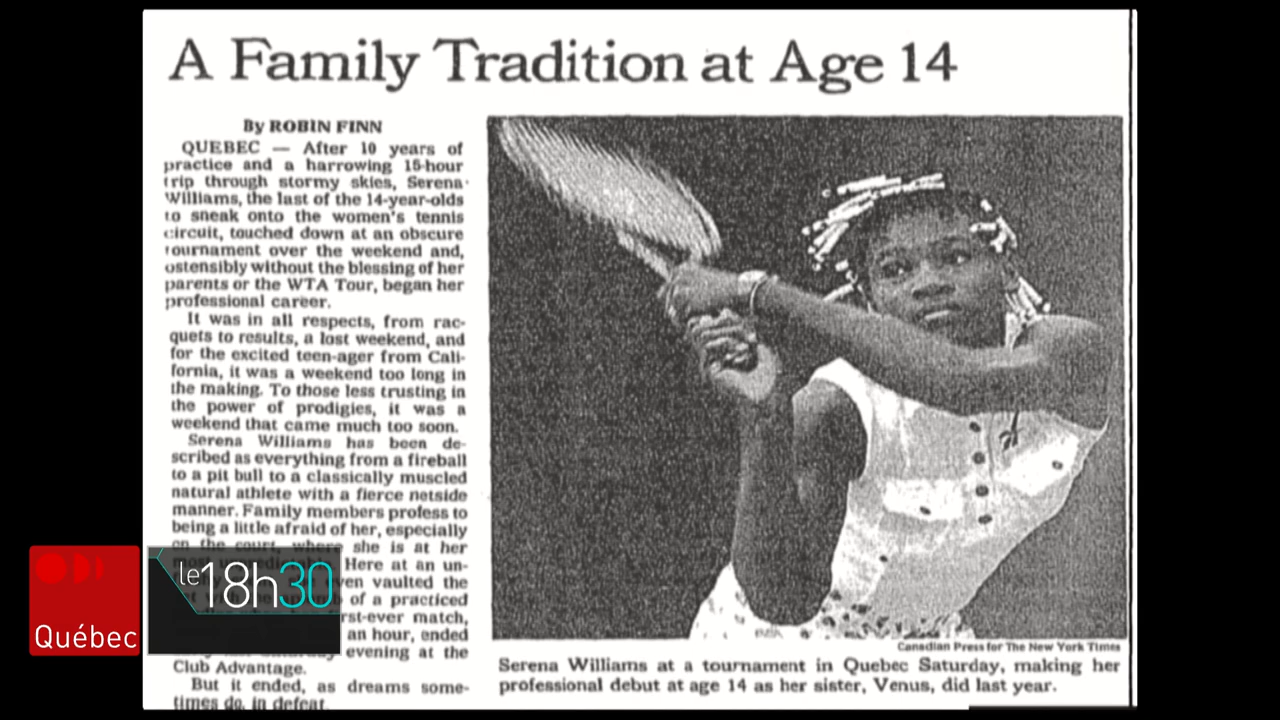 A Family Tradition at Age 14
By ROBIN FINN
QUEBEC — After 10 years of
practice and a harrowing 15-hour
trip through stormy skies, Serena
Williams, the last of the 14-year-olds
to sneak onto the women's tennis
circuit, touched down at an obscure
tournament over the weekend and,
ostensibly without the blessing of her
parents or the WTA Tour, began her
professional career.
It was in all respects, from rac-
quets to results, a lost weekend, and
for the excited teen-ager from Cali-
fornia, it was a weekend too long in
the making. To those less trusting in
the power of prodigies, it was a
weekend that came much too soon.
Serena Williams has been de-
scribed as everything from a fireball
to a pit bull to a classically muscled
natural athlete with a fierce netside
manner. Family members profess to
being a little afraid of her, especially
on the court, where she is at her
Here at an un-
even vaulted the
of a practiced
rst-ever match,
an hour, ended
evening at the
Club Advantage.
But it ended, as dreams some-
times do, in defeat.
Québec
le 18h30
Canadian Press for The New York Times
Serena Williams at a tournament in Quebec Saturday, making her
professional debut at age 14 as her sister, Venus, did last year.